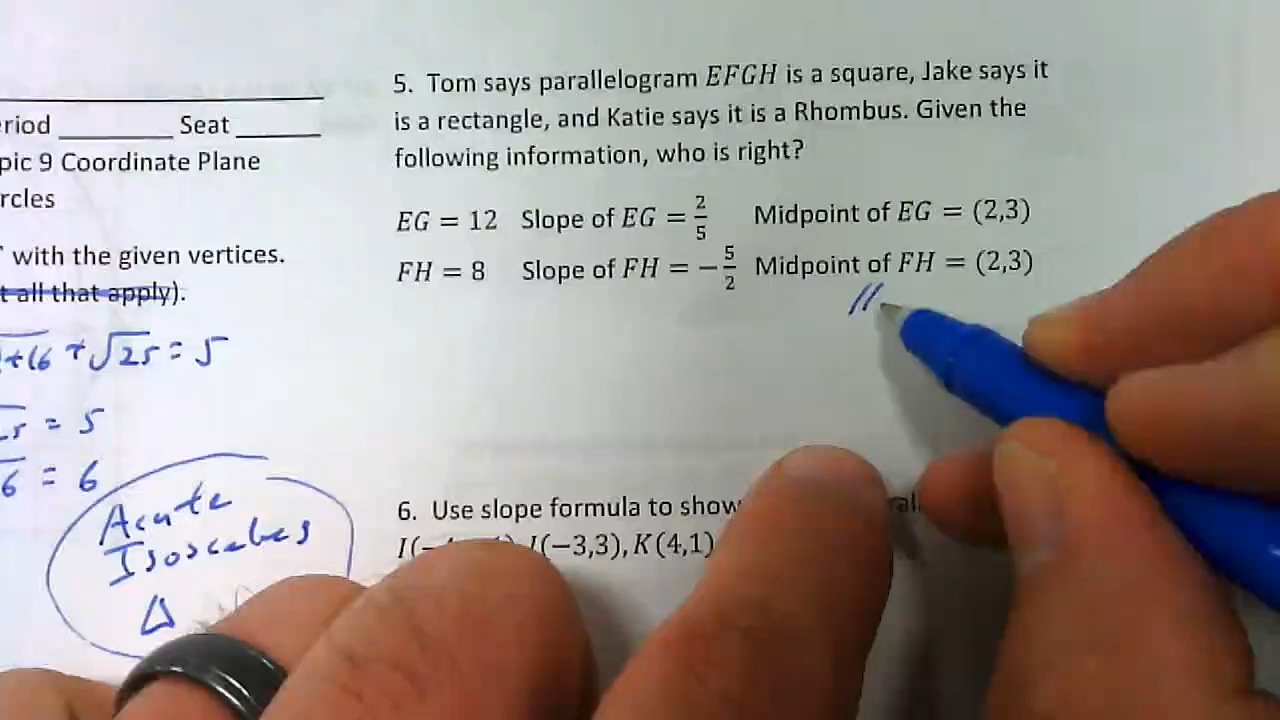 eriod ________ Seat ______
pic 9 Coordinate Plane
rcles
with the given vertices.
t all that apply).
+16 + √25 = 5
= 5
6 = 6
Acute
Isosceles
Δ
5. Tom says parallelogram EFGH is a square, Jake says it
is a rectangle, and Katie says it is a Rhombus. Given the
following information, who is right?
EG = 12 Slope of EG = 2/5 Midpoint of EG = (2,3)
FH = 8 Slope of FH = −5/2 Midpoint of FH = (2,3)
//
6. Use slope formula to show
J(−3,3), K(4,1)